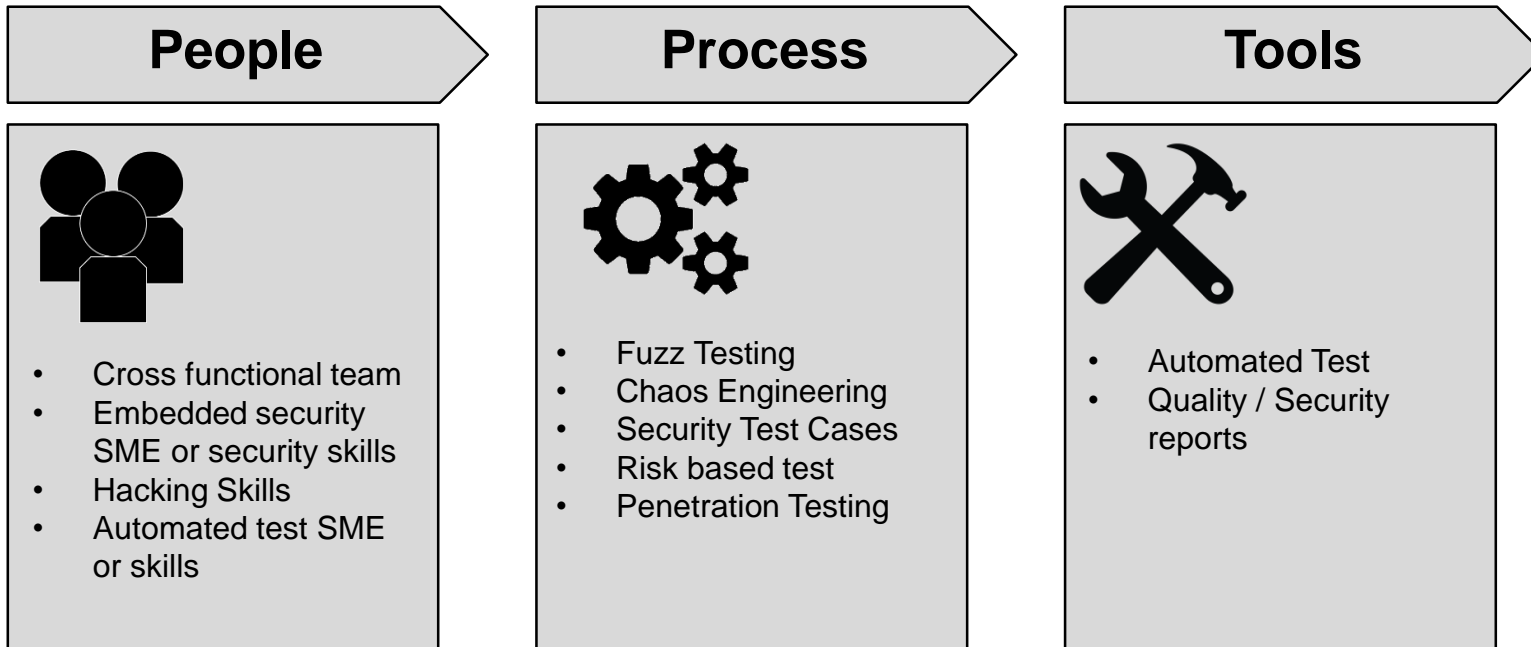 People
• Cross functional team
• Embedded security
SME or security skills
• Hacking Skills
• Automated test SME
or skills
Process
• Fuzz Testing
• Chaos Engineering
• Security Test Cases
• Risk based test
• Penetration Testing
Tools
• Automated Test
• Quality / Security
reports